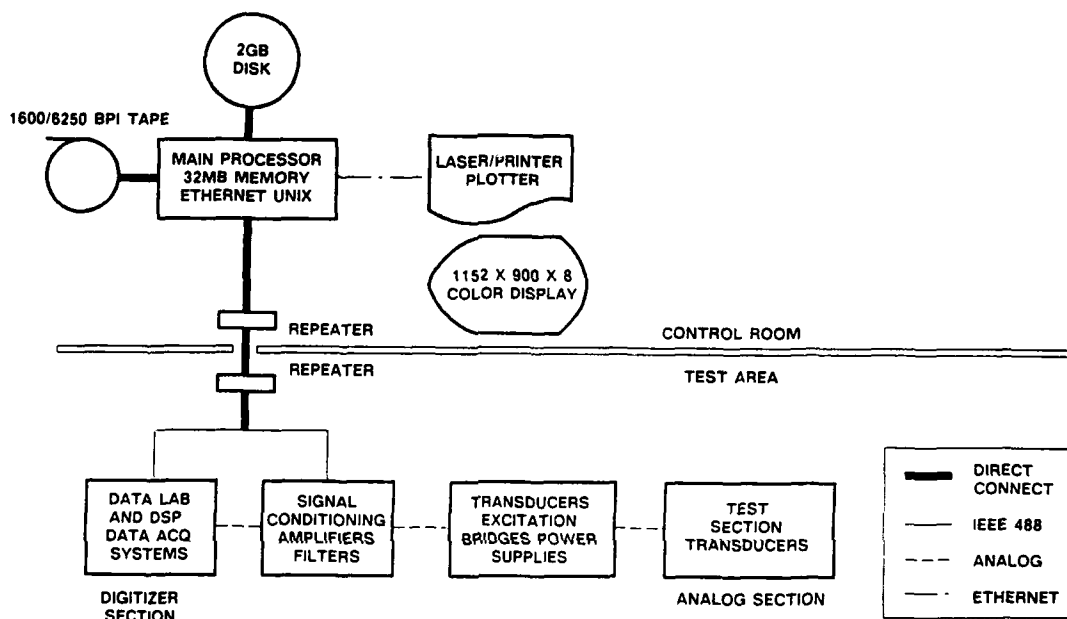 2GB
DISK
1600/6250 BPI TAPE
MAIN PROCESSOR
32MB MEMORY
ETHERNET UNIX
LASER/PRINTER
PLOTTER
1152 X 900 X 8
COLOR DISPLAY
REPEATER
CONTROL ROOM
REPEATER
TEST AREA
DATA LAB
AND DSP
DATA ACQ
SYSTEMS
SIGNAL
CONDITIONING
AMPLIFIERS
FILTERS
TRANSDUCERS
EXCITATION
BRIDGES POWER
SUPPLIES
TEST
SECTION
TRANSDUCERS
DIGITIZER
SECTION
ANALOG SECTION
DIRECT
CONNECT
IEEE 488
ANALOG
ETHERNET